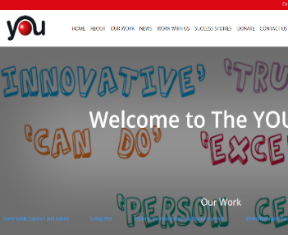 you
HOME ABOUT OUR WORK NEWS WORK WITH US SUCCESS STORIES DONATE CONTACT US
'INNOVATIVE' 'TRU
Welcome to The YOU
'CAN DO' 'EXCE
Our Work
'PERSON CE